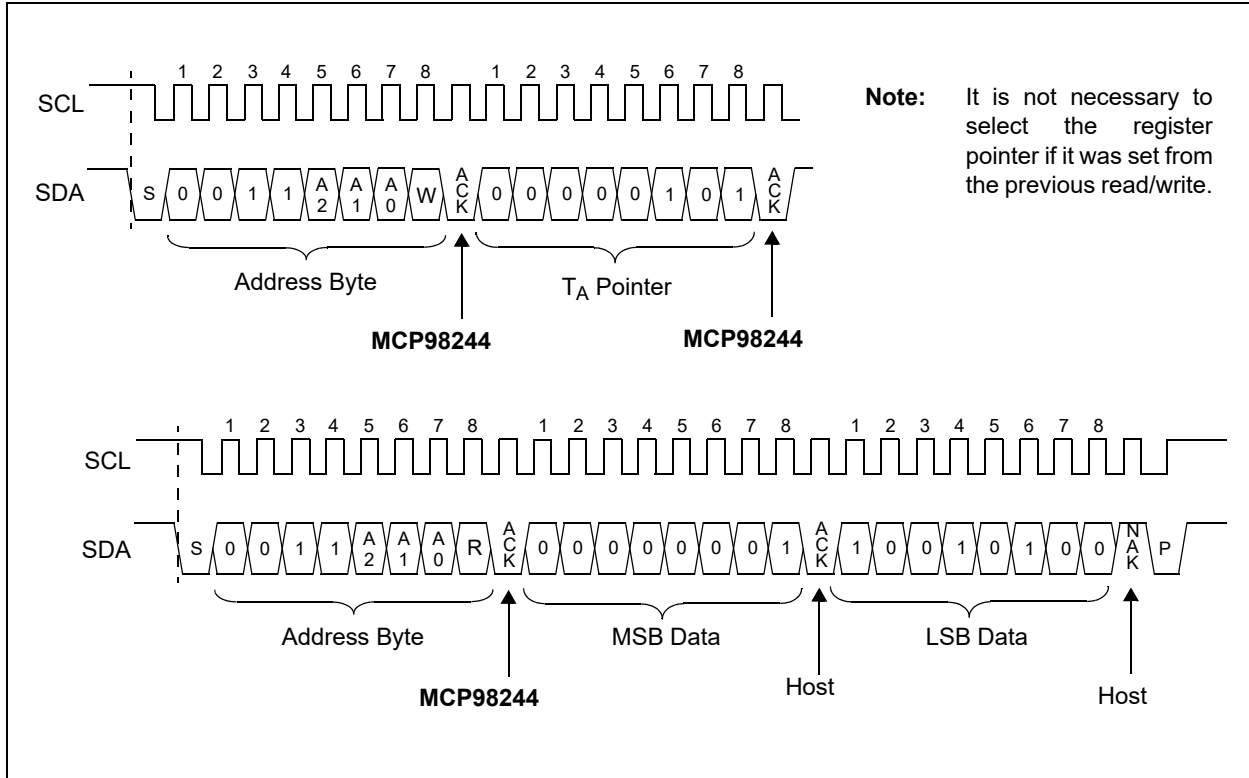 1 2 3 4 5 6 7 8 1 2 3 4 5 6 7 8
SCL
SDA S 0 0 1 1 A2 A1 A0 W ACK 0 0 0 0 0 1 0 1 ACK
Address Byte TA Pointer
MCP98244 MCP98244
Note: It is not necessary to
select the register
pointer if it was set from
the previous read/write.
1 2 3 4 5 6 7 8 1 2 3 4 5 6 7 8 1 2 3 4 5 6 7 8
SCL
SDA S 0 0 1 1 A2 A1 A0 R ACK 0 0 0 0 0 0 0 1 ACK 1 0 0 1 0 1 0 0 NAK P
Address Byte MSB Data LSB Data
MCP98244 Host Host